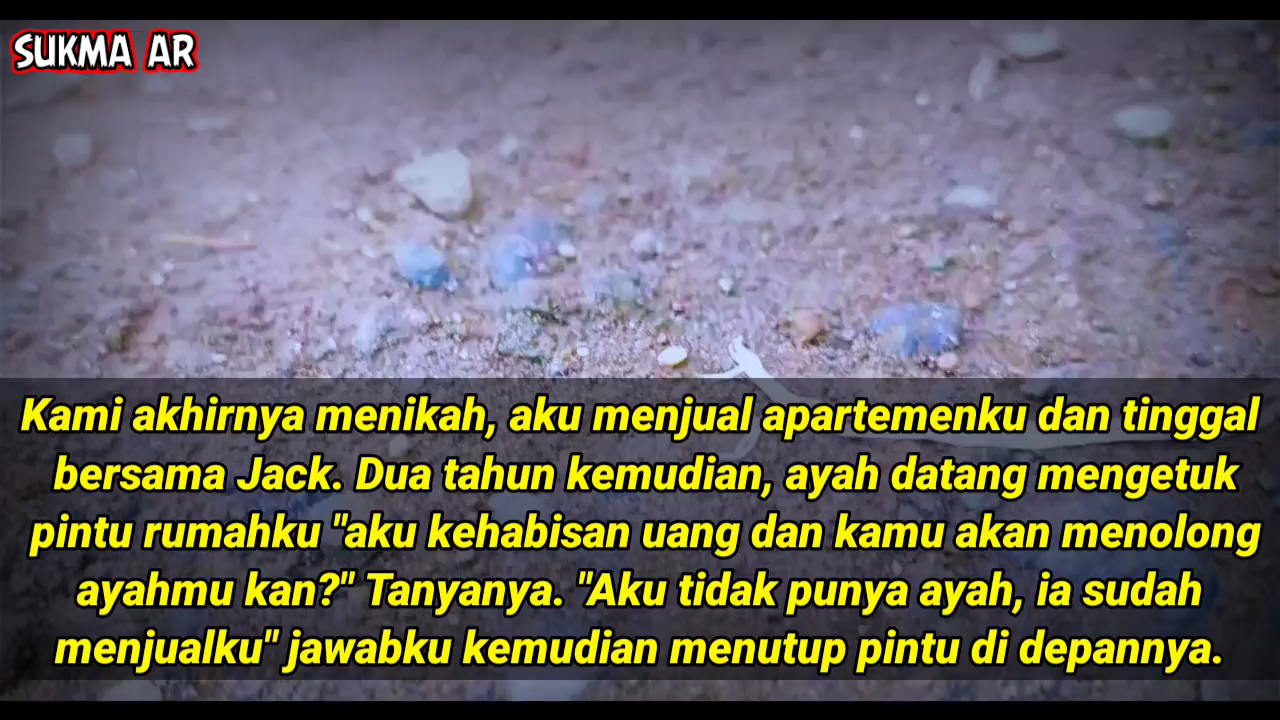 SUKMA AR
Kami akhirnya menikah, aku menjual apartemenku dan tinggal
bersama Jack. Dua tahun kemudian, ayah datang mengetuk
pintu rumahku "aku kehabisan uang dan kamu akan menolong
ayahmu kan?" Tanyanya. "Aku tidak punya ayah, ia sudah
menjualku" jawabku kemudian menutup pintu di depannya.